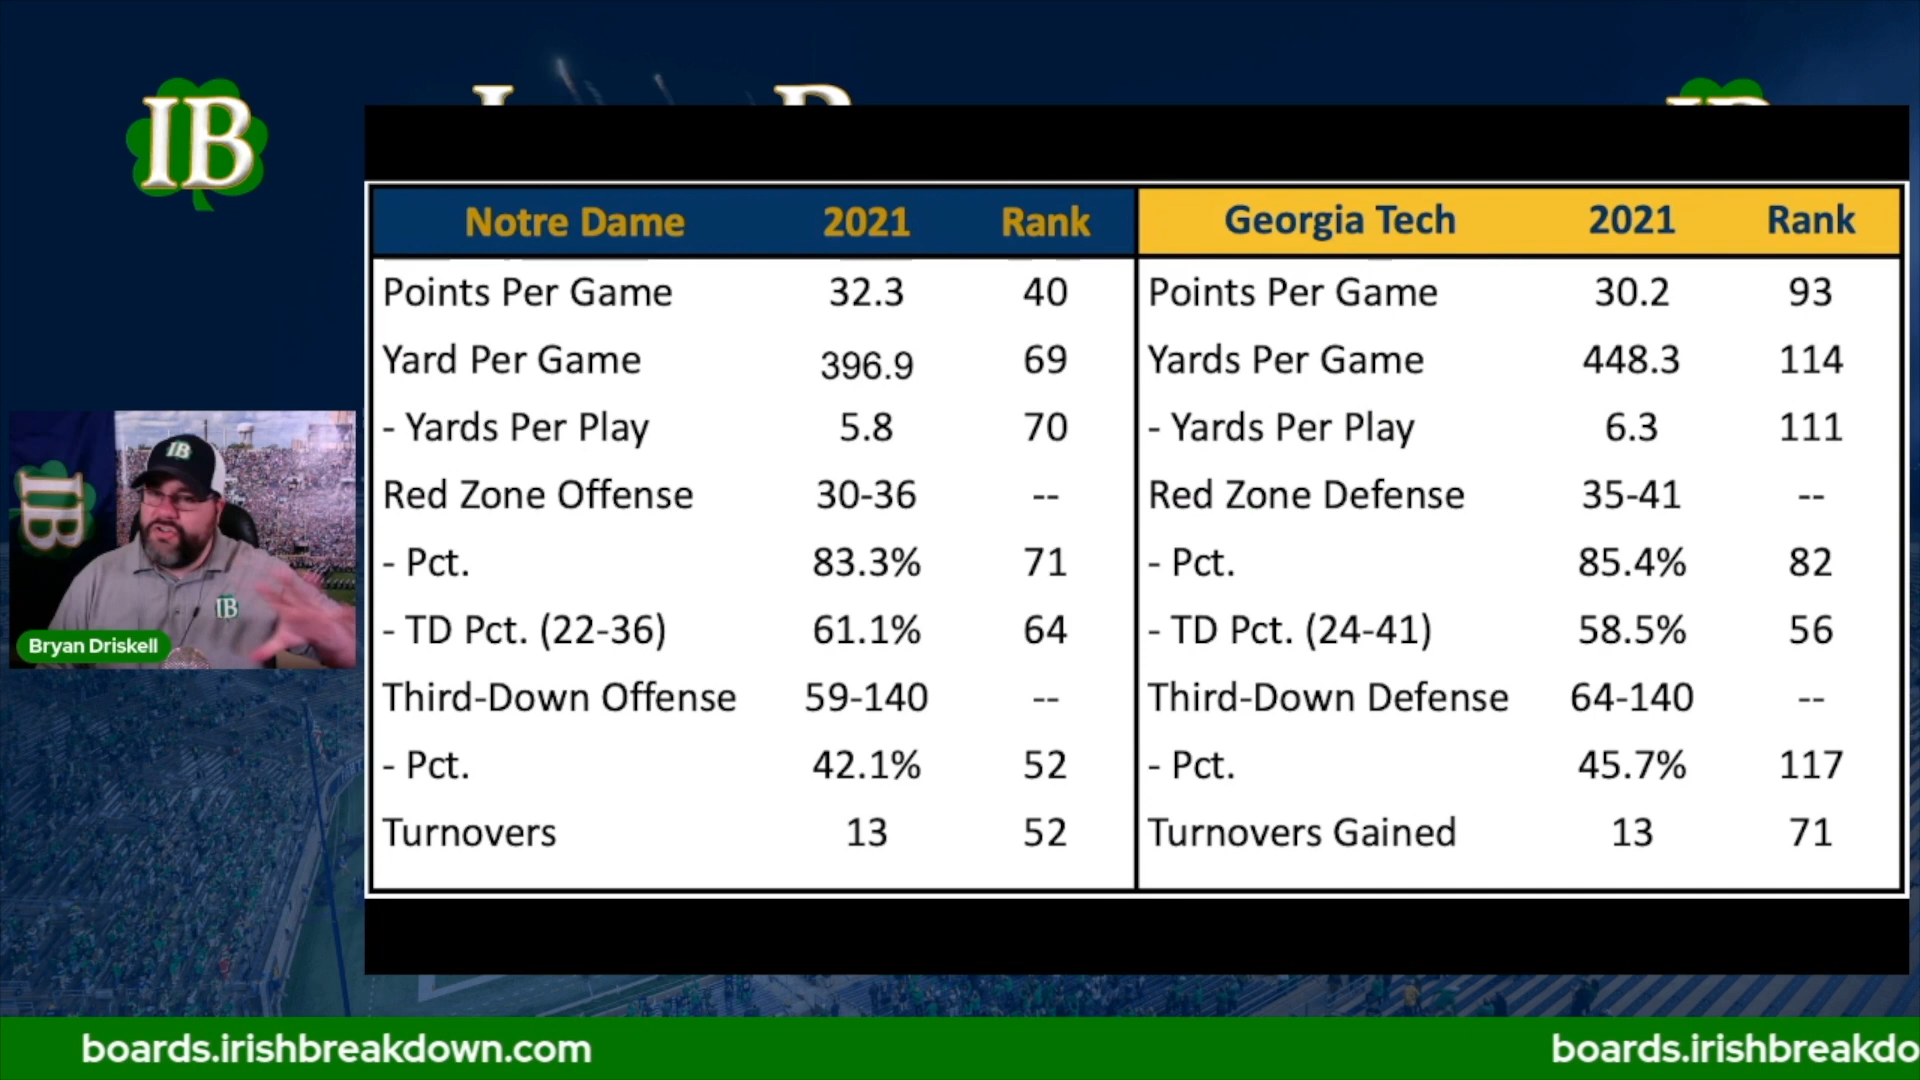 IB
Notre Dame 2021 Rank Georgia Tech 2021 Rank
Points Per Game 32.3 40 Points Per Game 30.2 93
Yard Per Game 396.9 69 Yards Per Game 448.3 114
- Yards Per Play 5.8 70 - Yards Per Play 6.3 111
Red Zone Offense 30-36 -- Red Zone Defense 35-41 --
- Pct. 83.3% 71 - Pct. 85.4% 82
- TD Pct. (22-36) 61.1% 64 - TD Pct. (24-41) 58.5% 56
Third-Down Offense 59-140 -- Third-Down Defense 64-140 --
- Pct. 42.1% 52 - Pct. 45.7% 117
Turnovers 13 52 Turnovers Gained 13 71
IB
IB
IB
Bryan Driskell
boards.irishbreakdown.com boards.irishbreakdo